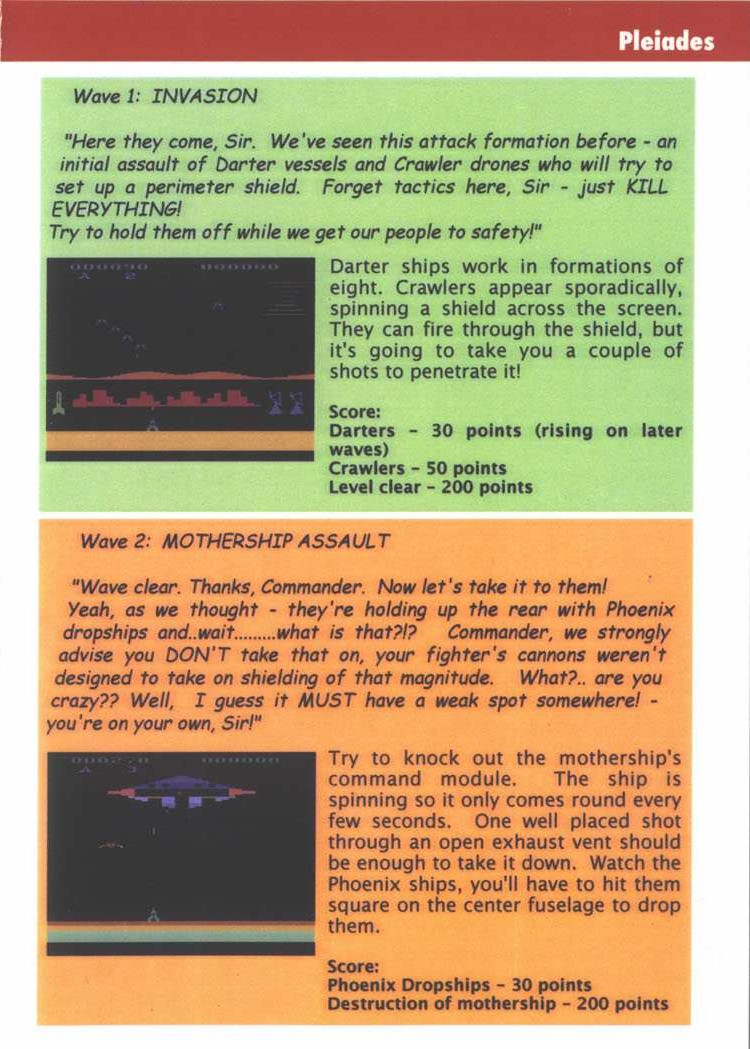 Pleiades
Wave 1: INVASION
"Here they come, Sir. We've seen this attack formation before - an
initial assault of Darter vessels and Crawler drones who will try to
set up a perimeter shield. Forget tactics here, Sir - just KILL
EVERYTHING!
Try to hold them off while we get our people to safety!"
Darter ships work in formations of
eight. Crawlers appear sporadically,
spinning a shield across the screen.
They can fire through the shield, but
it's going to take you a couple of
shots to penetrate it!
Score:
Darters – 30 points (rising on later
waves)
Crawlers – 50 points
Level clear – 200 points
Wave 2: MOTHERSHIP ASSAULT
"Wave clear. Thanks, Commander. Now let's take it to them!
Yeah, as we thought - they're holding up the rear with Phoenix
dropships and..wait.........what is that?!? Commander, we strongly
advise you DON'T take that on, your fighter's cannons weren't
designed to take on shielding of that magnitude. What?.. are you
crazy?? Well, I guess it MUST have a weak spot somewhere! -
you're on your own, Sir!"
Try to knock out the mothership's
command module. The ship is
spinning so it only comes round every
few seconds. One well placed shot
through an open exhaust vent should
be enough to take it down. Watch the
Phoenix ships, you'll have to hit them
square on the center fuselage to drop
them.
Score:
Phoenix Dropships – 30 points
Destruction of mothership – 200 points